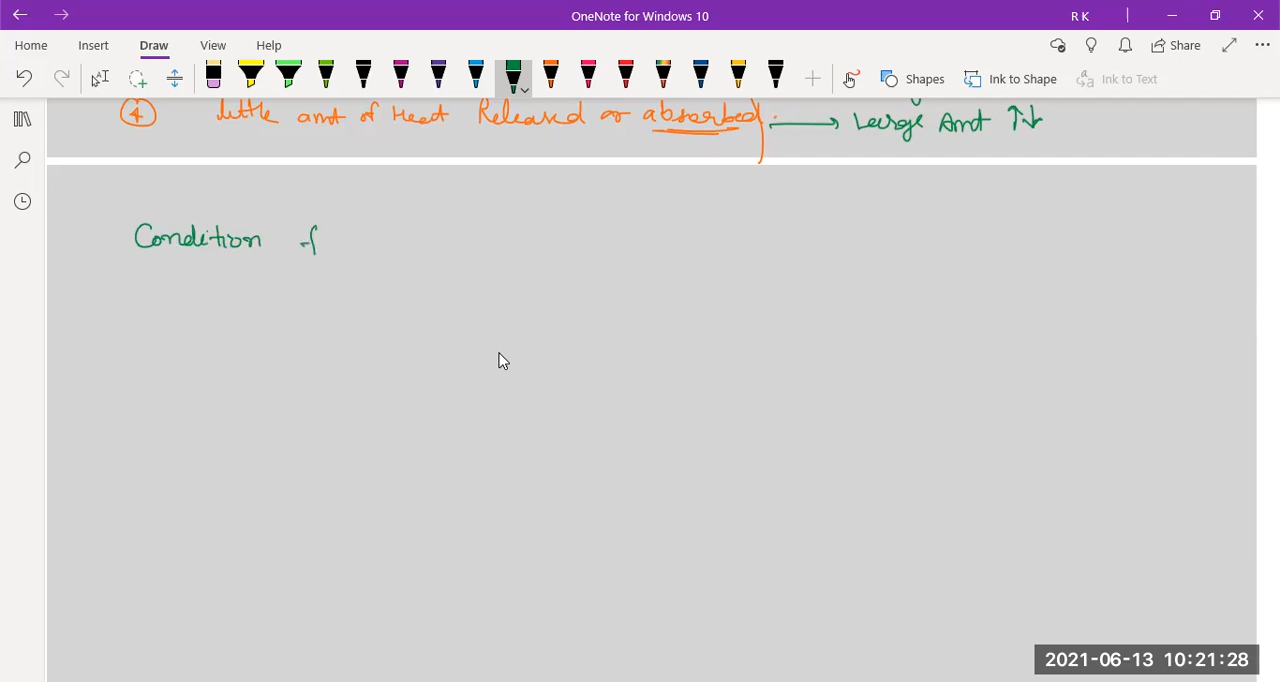 OneNote for Windows 10
R K
Home Insert Draw View Help
Share
Shapes Ink to Shape Ink to Text
4 little amt of Heat Released or absorbed. Large Amt ↑↓
Condition
2021-06-13 10:21:28